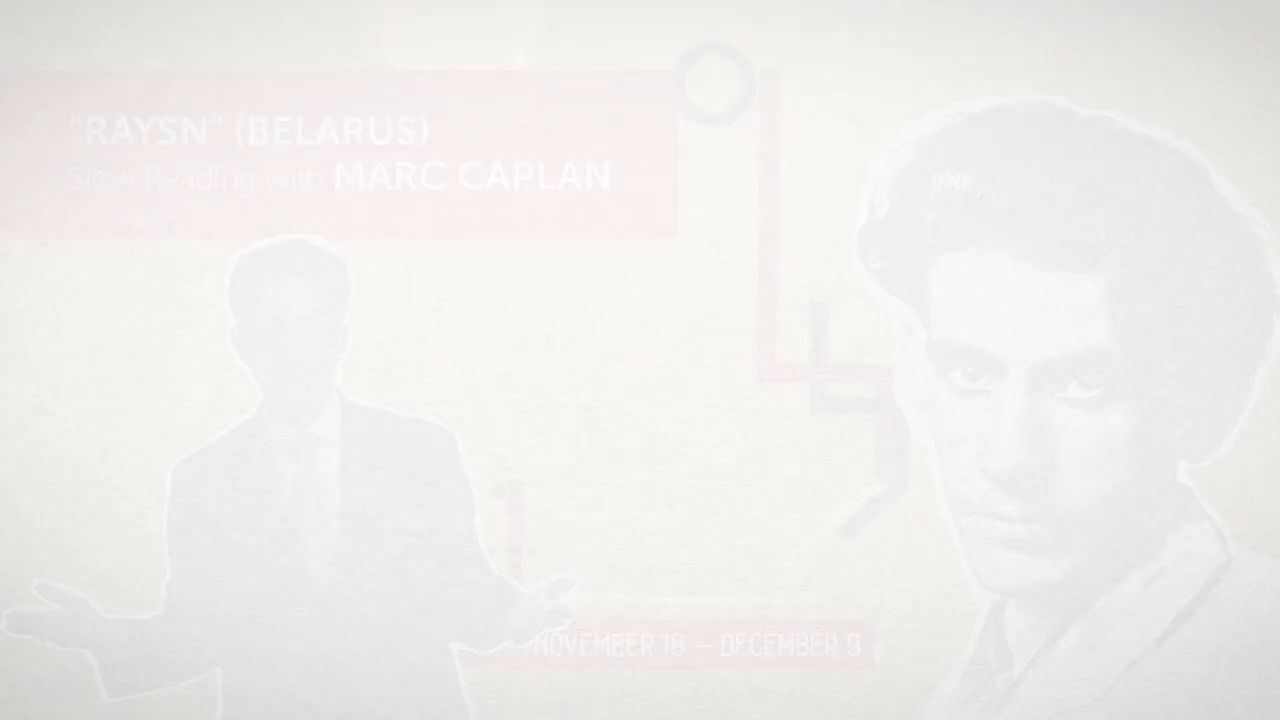 "RAYSN" (BELARUS)
Slow Reading with MARC CAPLAN
NOVEMBER 18 – DECEMBER 9